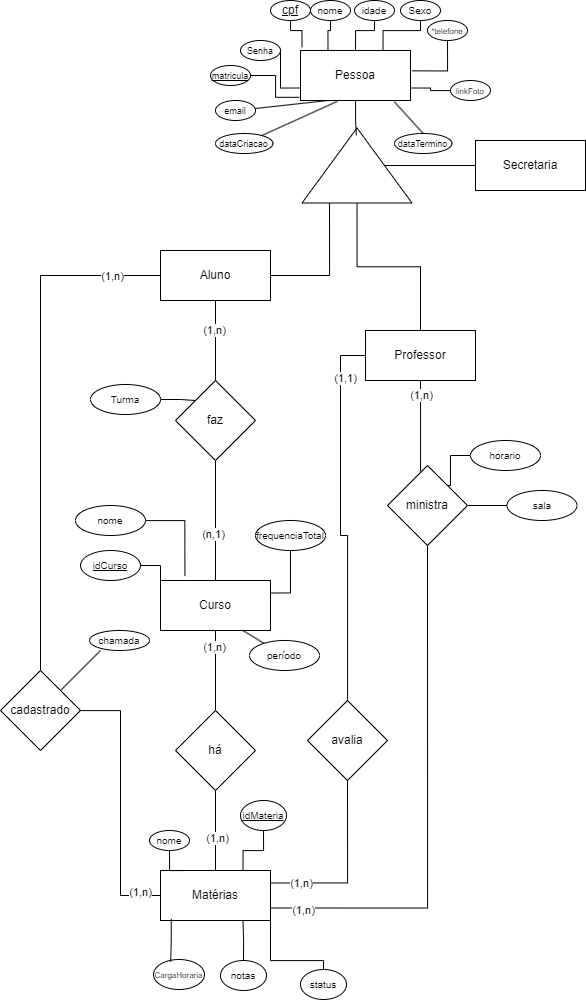 cpf
nome
idade
Sexo
*telefone
Senha
Pessoa
matricula
linkFoto
email
dataCriacao
dataTermino
Secretaria
Aluno
(1,n)
(1,n)
Professor
(1,1)
(1,n)
Turma
faz
horario
ministra
sala
nome
(n,1)
frequenciaTotal
idCurso
Curso
chamada
(1,n)
período
cadastrado
há
avalia
idMateria
nome
(1,n)
(1,n)
(1,n)
Matérias
(1,n)
CargaHoraria
notas
status